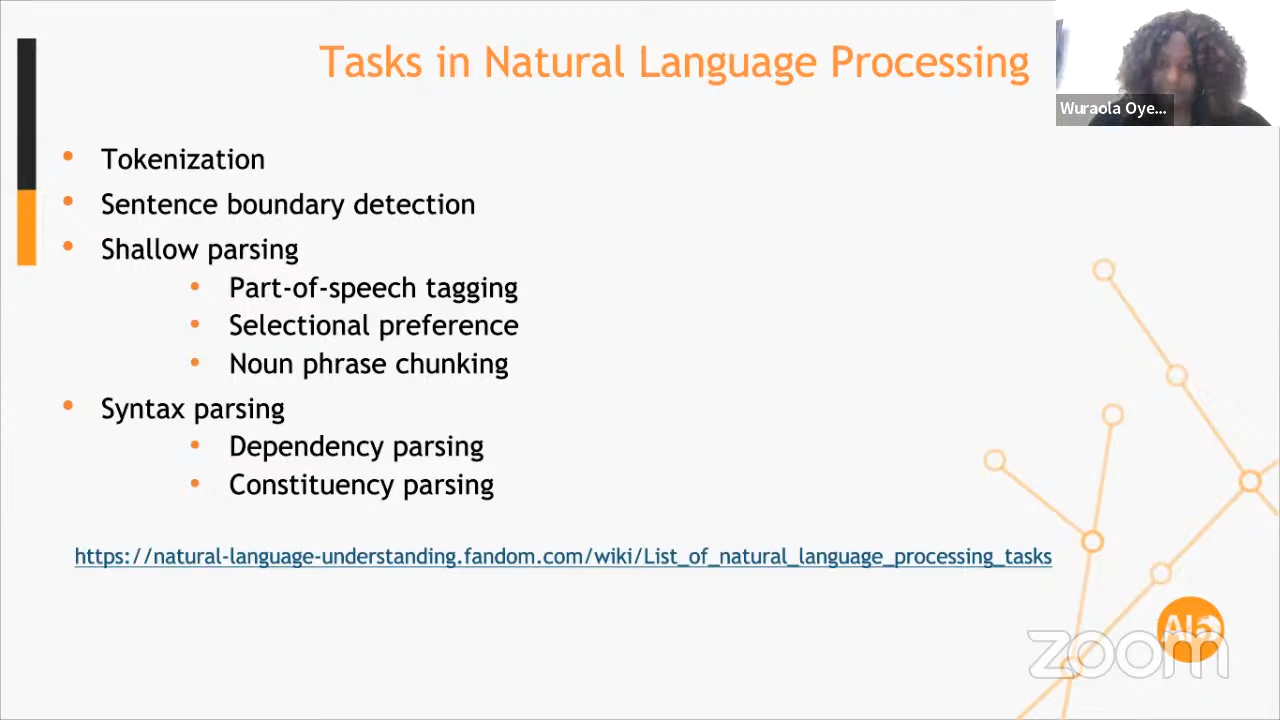 Tasks in Natural Language Processing
Wuraola Oye...
Tokenization
Sentence boundary detection
Shallow parsing
Part-of-speech tagging
Selectional preference
Noun phrase chunking
Syntax parsing
Dependency parsing
Constituency parsing
https://natural-language-understanding.fandom.com/wiki/List_of_natural_language_processing_tasks
zoom